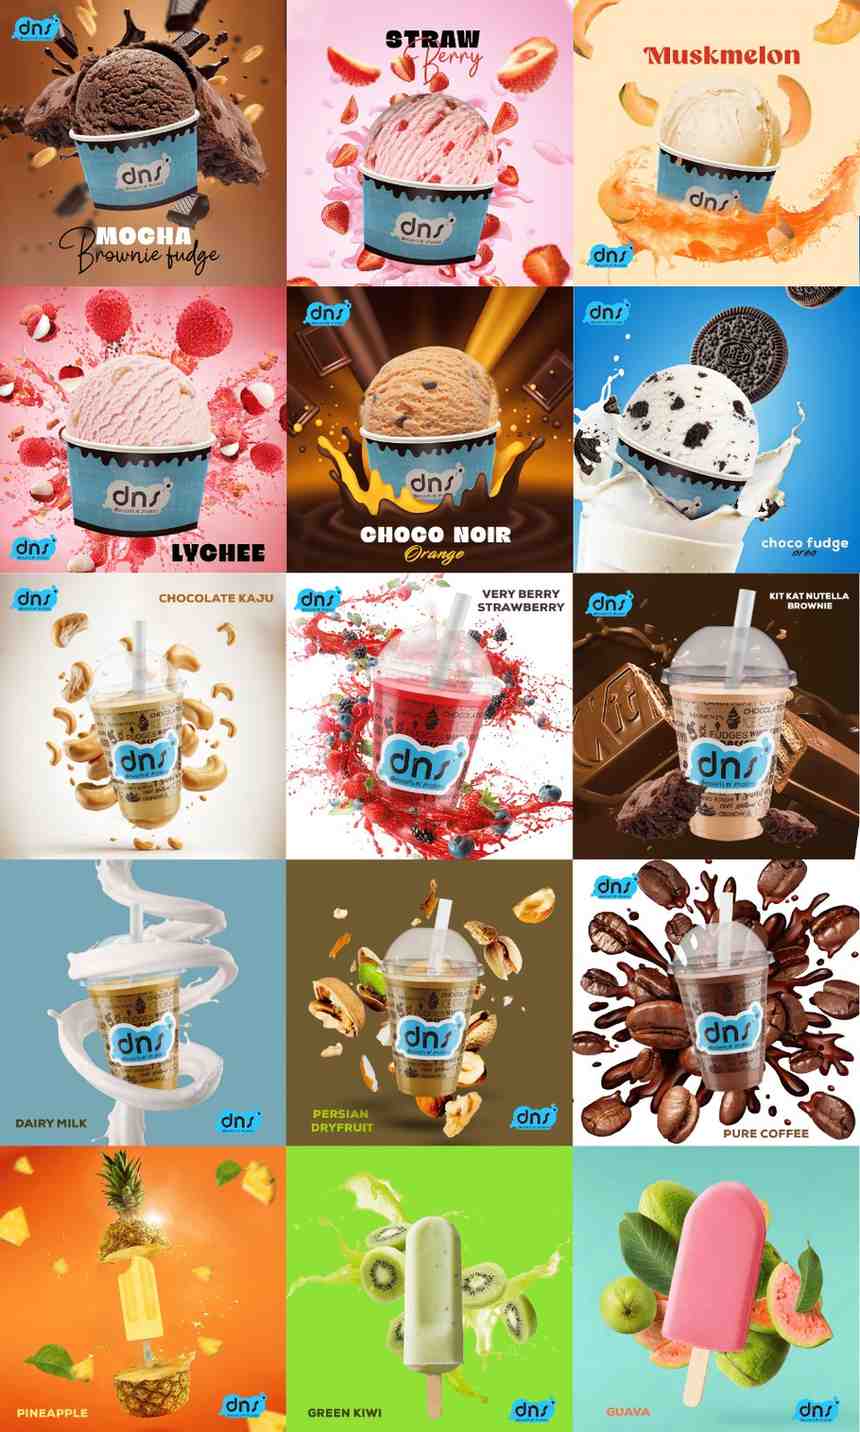 dns
dns
MOCHA
Brownie fudge
STRAW
Berry
dns
Muskmelon
dns
dns
dns
dns
LYCHEE
dns
dns
CHOCO NOIR
Orange
dns
choco fudge
oreo
dns
CHOCOLATE KAJU
dns
dns
VERY BERRY
STRAWBERRY
dns
dns
KIT KAT NUTELLA
BROWNIE
Kit
FUDGES
dns
dns
DAIRY MILK
dns
dns
PERSIAN
DRYFRUIT
dns
dns
dns
PURE COFFEE
PINEAPPLE
dns
GREEN KIWI
dns
GUAVA
dns